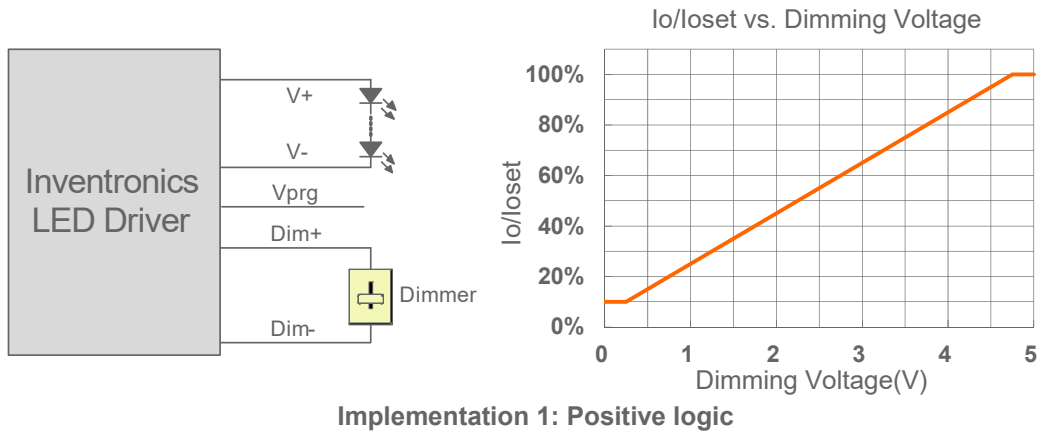 Inventronics
LED Driver
V+
V-
Vprg
Dim+
Dimmer
Dim-
Io/Ioset vs. Dimming Voltage
Io/Ioset
100%
80%
60%
40%
20%
0%
0 1 2 3 4 5
Dimming Voltage(V)
Implementation 1: Positive logic